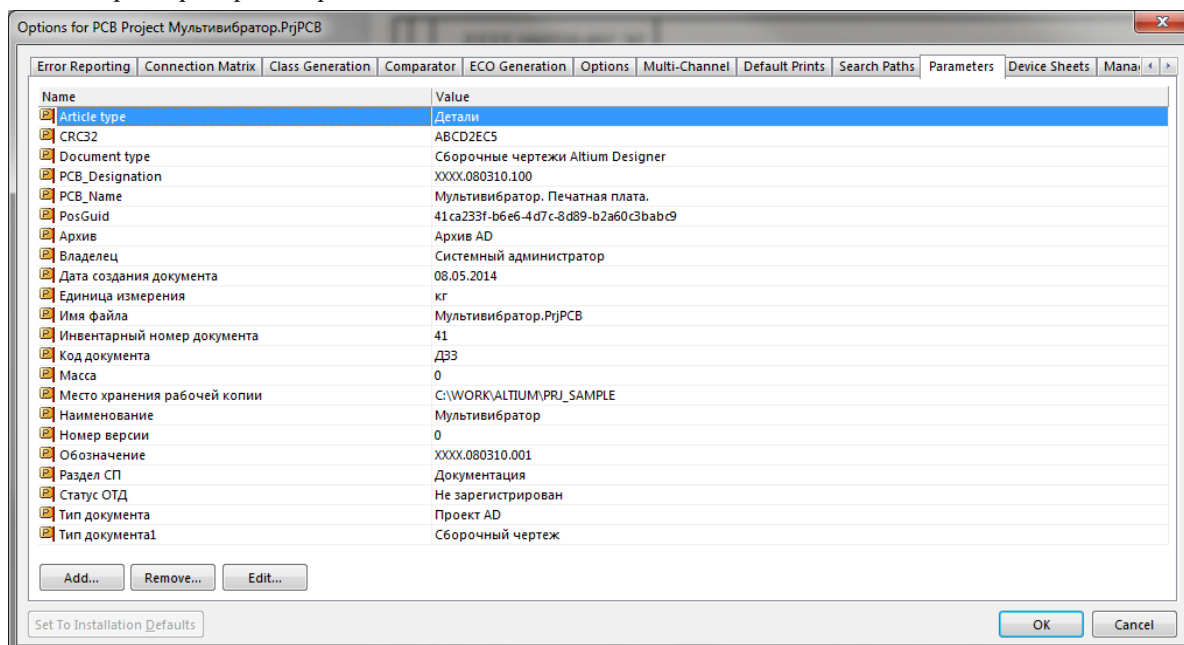 Options for PCB Project Мультивибратор.PrjPCB
Error Reporting Connection Matrix Class Generation Comparator ECO Generation Options Multi-Channel Default Prints Search Paths Parameters Device Sheets Mana
Name Value
Article type Детали
CRC32 ABCD2EC5
Document type Сборочные чертежи Altium Designer
PCB_Designation XXXX.080310.100
PCB_Name Мультивибратор. Печатная плата.
PosGuid 41ca233f-b6e6-4d7c-8d89-b2a60c3babc9
Архив Архив AD
Владелец Системный администратор
Дата создания документа 08.05.2014
Единица измерения кг
Имя файла Мультивибратор.PrjPCB
Инвентарный номер документа 41
Код документа Д33
Масса 0
Место хранения рабочей копии C:\WORK\ALTIUM\PRJ_SAMPLE
Наименование Мультивибратор
Номер версии 0
Обозначение XXXX.080310.001
Раздел СП Документация
Статус ОТД Не зарегистрирован
Тип документа Проект AD
Тип документа1 Сборочный чертеж
Add... Remove... Edit...
Set To Installation Defaults OK Cancel